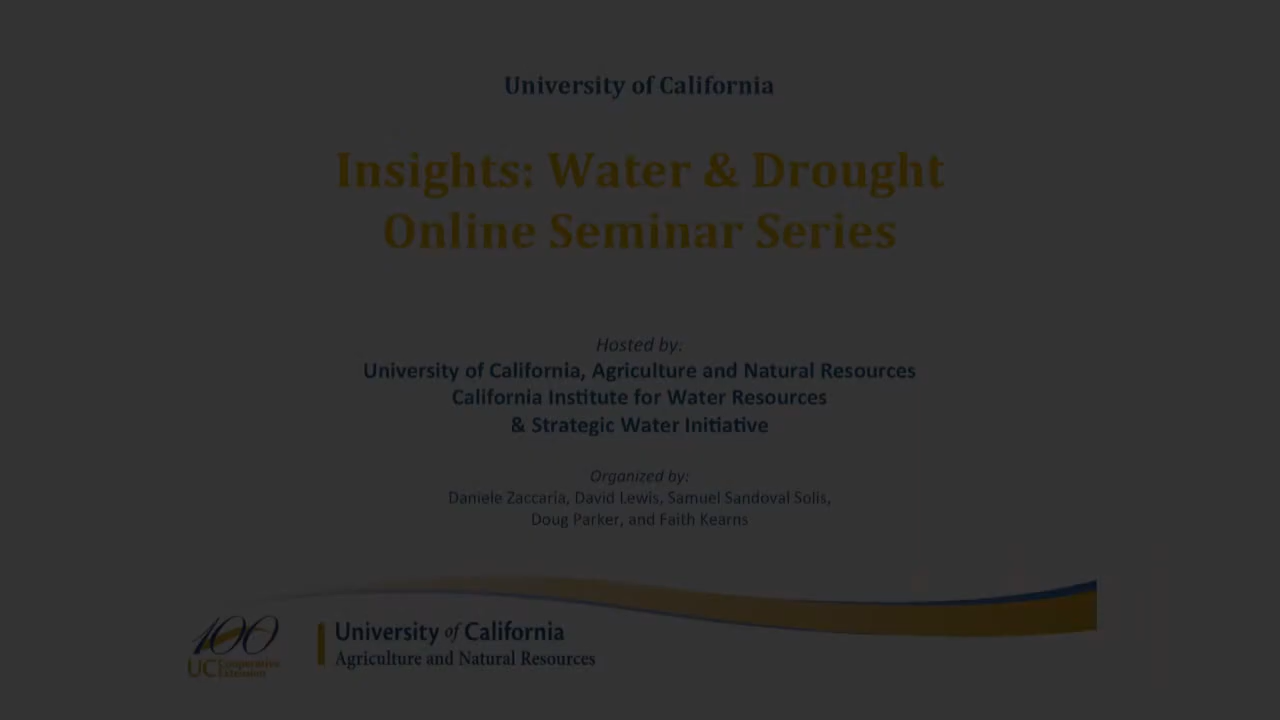 University of California
Insights: Water & Drought
Online Seminar Series
Hosted by:
University of California, Agriculture and Natural Resources
California Institute for Water Resources
& Strategic Water Initiative
Organized by:
Daniele Zaccaria, David Lewis, Samuel Sandoval Solis,
Doug Parker, and Faith Kearns
100
UC Cooperative
Extension
University of California
Agriculture and Natural Resources